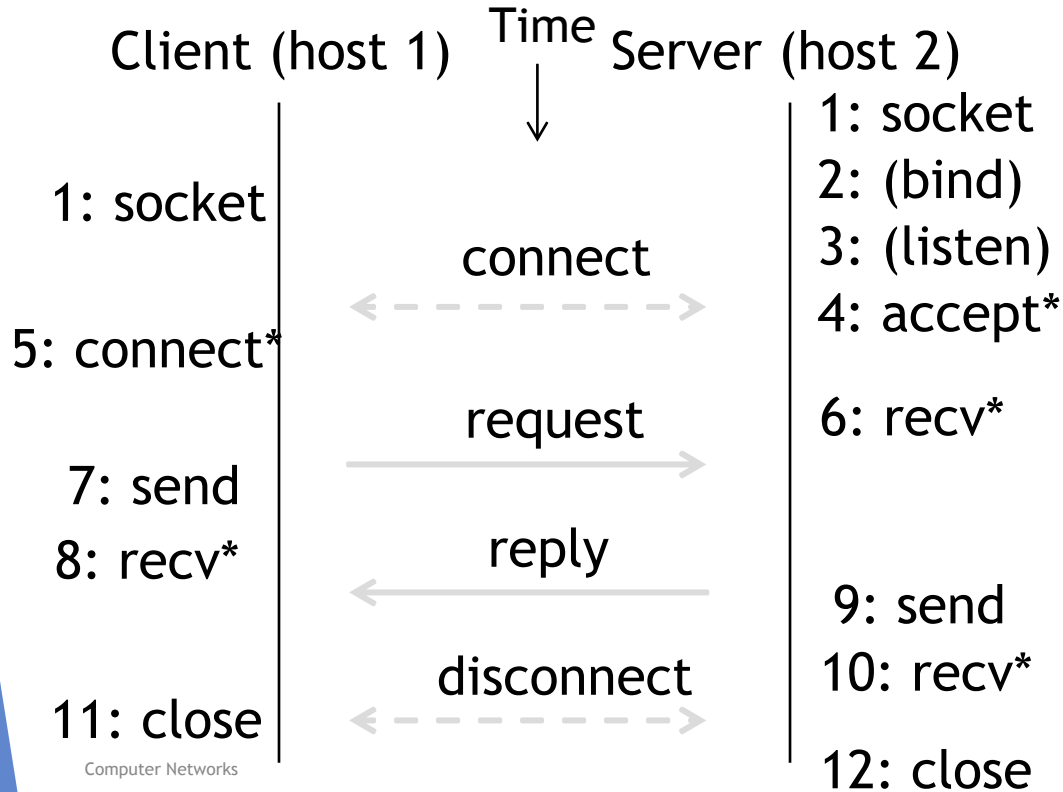 Time
Client (host 1)
Server (host 2)
1: socket
2: (bind)
1: socket
3: (listen)
connect
4: accept*
5: connect*
6: recv*
request
7: send
reply
8: recv*
9: send
10: recv*
disconnect
11: close
12: close
Computer Networks